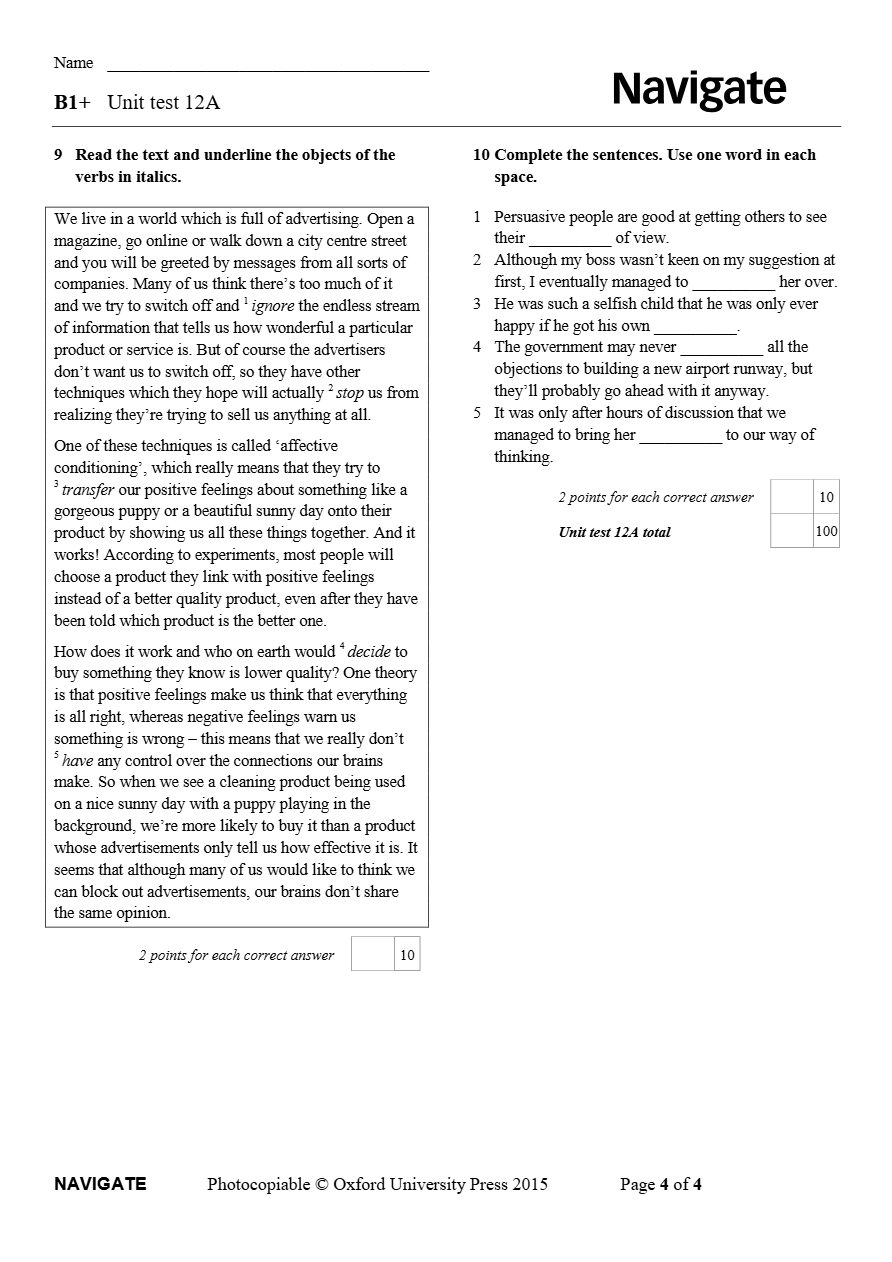 Name ______________________________________
Navigate
B1+ Unit test 12A
9 Read the text and underline the objects of the
verbs in italics.
We live in a world which is full of advertising. Open a
magazine, go online or walk down a city centre street
and you will be greeted by messages from all sorts of
companies. Many of us think there’s too much of it
and we try to switch off and 1 ignore the endless stream
of information that tells us how wonderful a particular
product or service is. But of course the advertisers
don’t want us to switch off, so they have other
techniques which they hope will actually 2 stop us from
realizing they’re trying to sell us anything at all.
One of these techniques is called ‘affective
conditioning’, which really means that they try to
3 transfer our positive feelings about something like a
gorgeous puppy or a beautiful sunny day onto their
product by showing us all these things together. And it
works! According to experiments, most people will
choose a product they link with positive feelings
instead of a better quality product, even after they have
been told which product is the better one.
How does it work and who on earth would 4 decide to
buy something they know is lower quality? One theory
is that positive feelings make us think that everything
is all right, whereas negative feelings warn us
something is wrong – this means that we really don’t
5 have any control over the connections our brains
make. So when we see a cleaning product being used
on a nice sunny day with a puppy playing in the
background, we’re more likely to buy it than a product
whose advertisements only tell us how effective it is. It
seems that although many of us would like to think we
can block out advertisements, our brains don’t share
the same opinion.
2 points for each correct answer 10
10 Complete the sentences. Use one word in each
space.
1 Persuasive people are good at getting others to see
their __________ of view.
2 Although my boss wasn’t keen on my suggestion at
first, I eventually managed to __________ her over.
3 He was such a selfish child that he was only ever
happy if he got his own __________.
4 The government may never __________ all the
objections to building a new airport runway, but
they’ll probably go ahead with it anyway.
5 It was only after hours of discussion that we
managed to bring her __________ to our way of
thinking.
2 points for each correct answer 10
Unit test 12A total 100
NAVIGATE Photocopiable © Oxford University Press 2015 Page 4 of 4